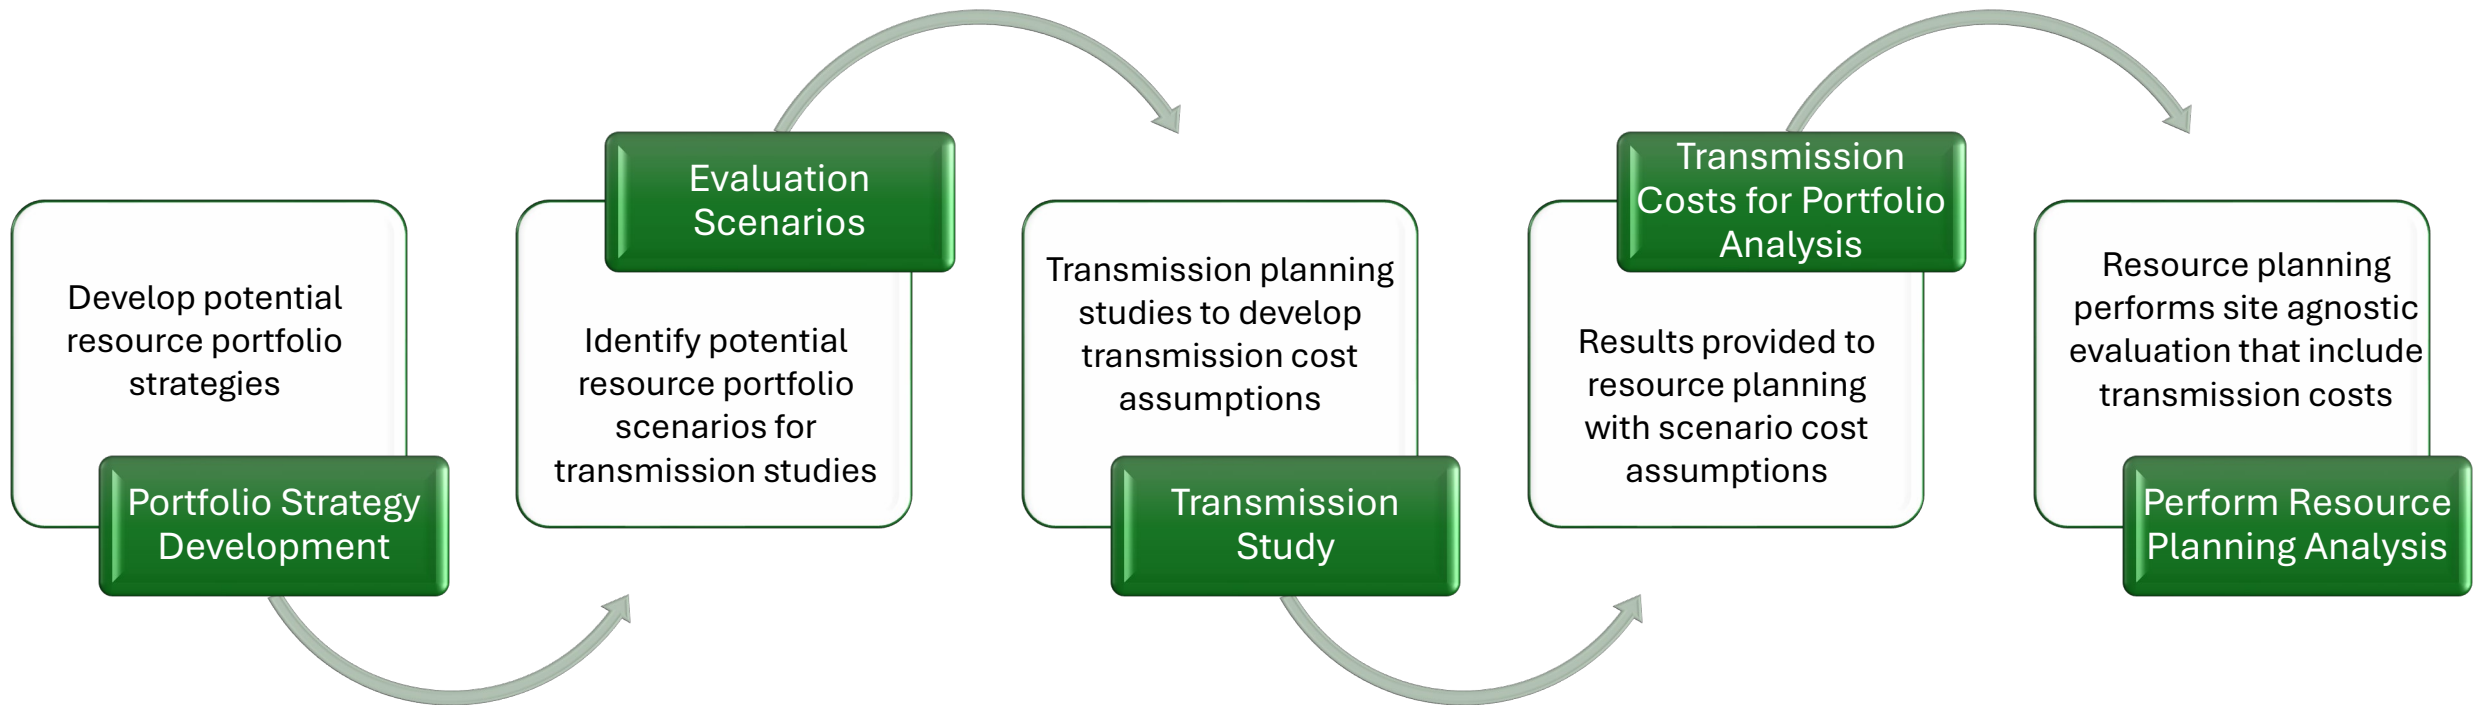 Develop potential
resource portfolio
strategies
Portfolio Strategy
Development
Evaluation
Scenarios
Identify potential
resource portfolio
scenarios for
transmission studies
Transmission planning
studies to develop
transmission cost
assumptions
Transmission
Study
Transmission
Costs for Portfolio
Analysis
Results provided to
resource planning
with scenario cost
assumptions
Resource planning
performs site agnostic
evaluation that include
transmission costs
Perform Resource
Planning Analysis